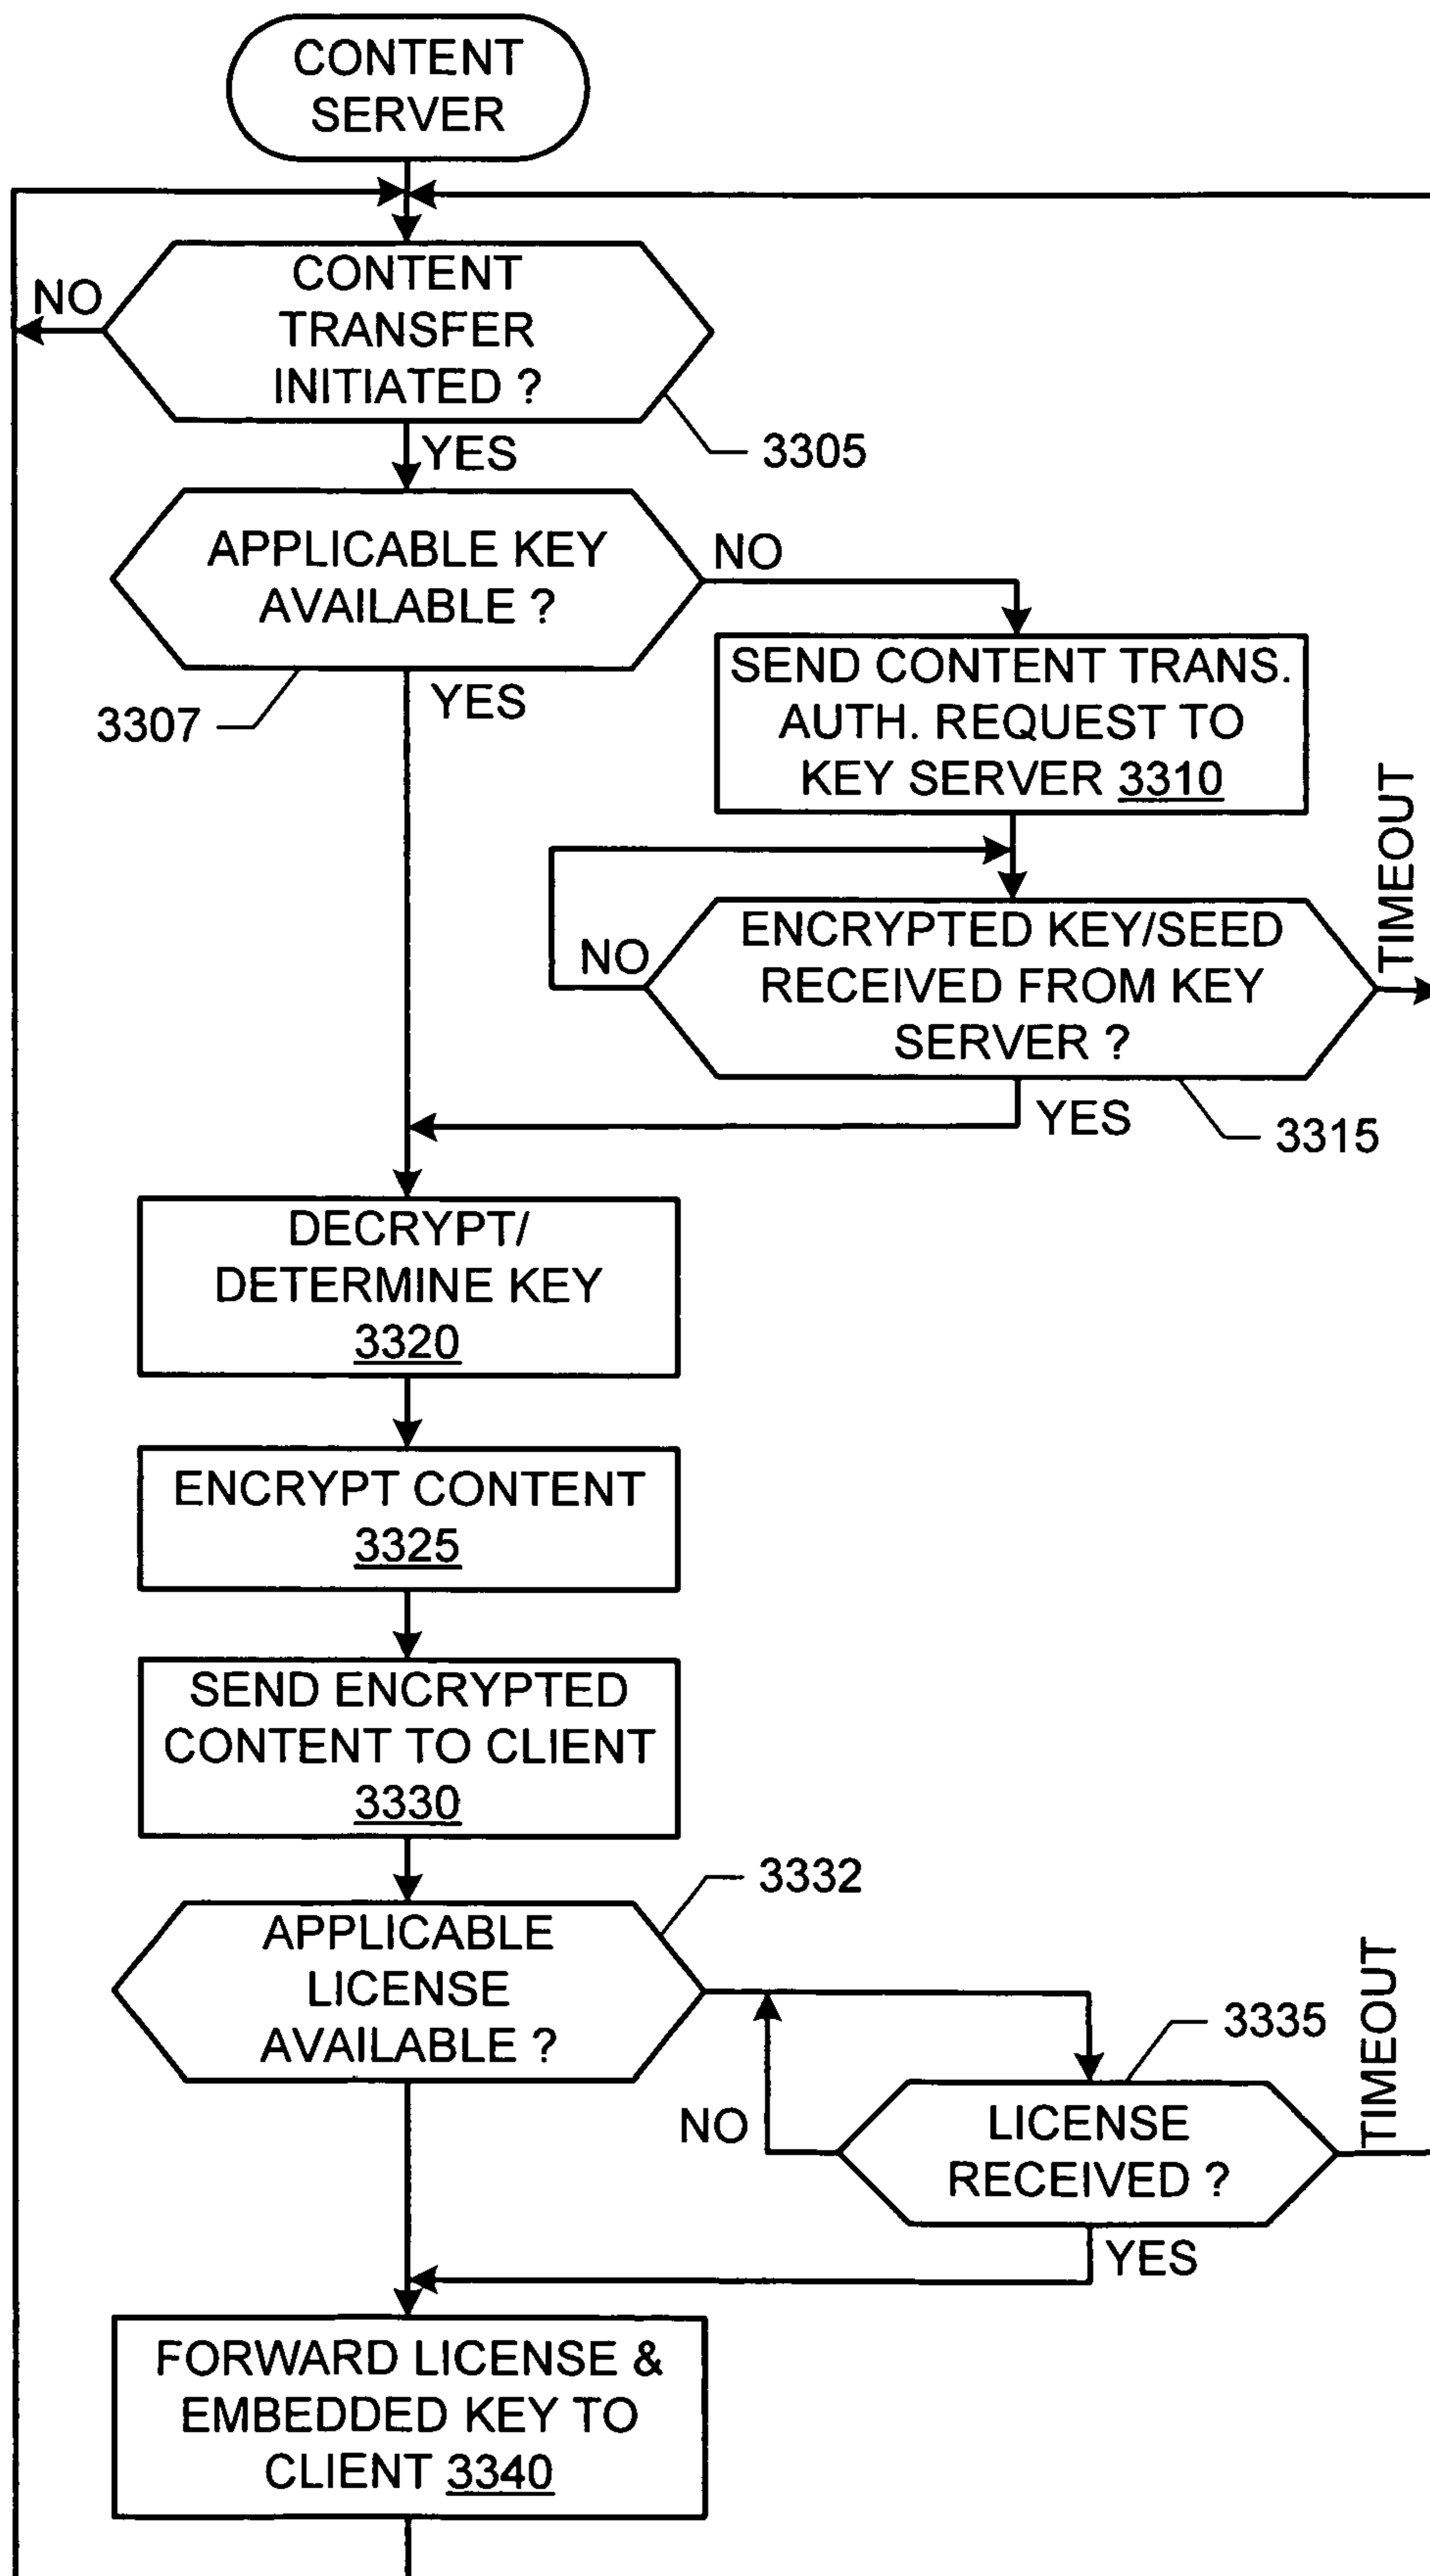 CONTENT
SERVER
CONTENT
TRANSFER
INITIATED ?
NO
3305
YES
APPLICABLE KEY
AVAILABLE ?
NO
3307
YES
SEND CONTENT TRANS.
AUTH. REQUEST TO
KEY SERVER 3310
ENCRYPTED KEY/SEED
RECEIVED FROM KEY
SERVER ?
NO
TIMEOUT
YES
3315
DECRYPT/
DETERMINE KEY
3320
ENCRYPT CONTENT
3325
SEND ENCRYPTED
CONTENT TO CLIENT
3330
3332
APPLICABLE
LICENSE
AVAILABLE ?
3335
LICENSE
RECEIVED ?
NO
TIMEOUT
YES
FORWARD LICENSE &
EMBEDDED KEY TO
CLIENT 3340